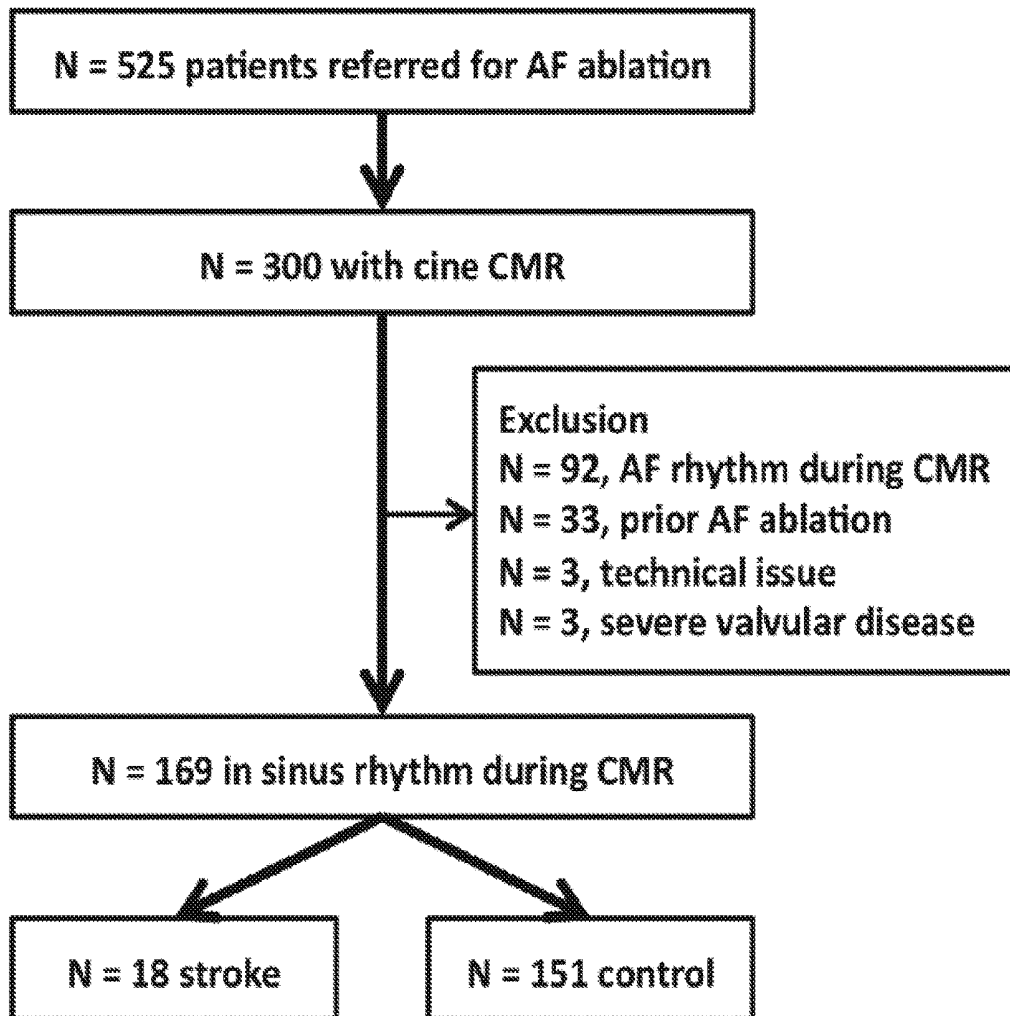 N = 525 patients referred for AF ablation
N = 300 with cine CMR
Exclusion
N = 92, AF rhythm during CMR
N = 33, prior AF ablation
N = 3, technical issue
N = 3, severe valvular disease
N = 169 in sinus rhythm during CMR
N = 18 stroke
N = 151 control